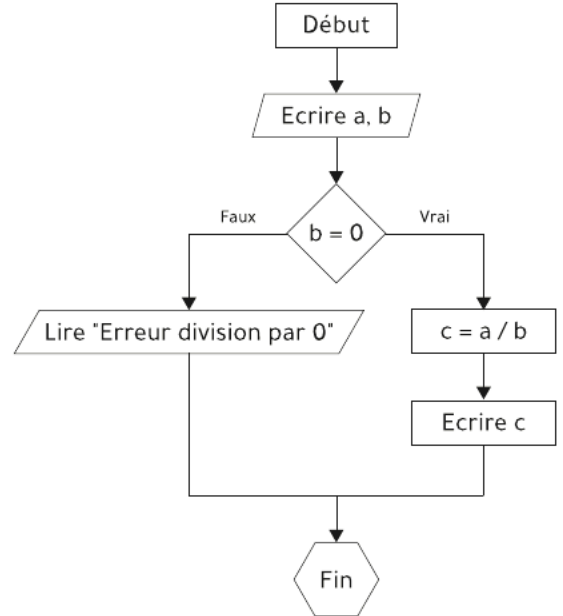 Début
Ecrire a, b
b = 0
Faux
Vrai
Lire "Erreur division par 0"
c = a / b
Ecrire c
Fin